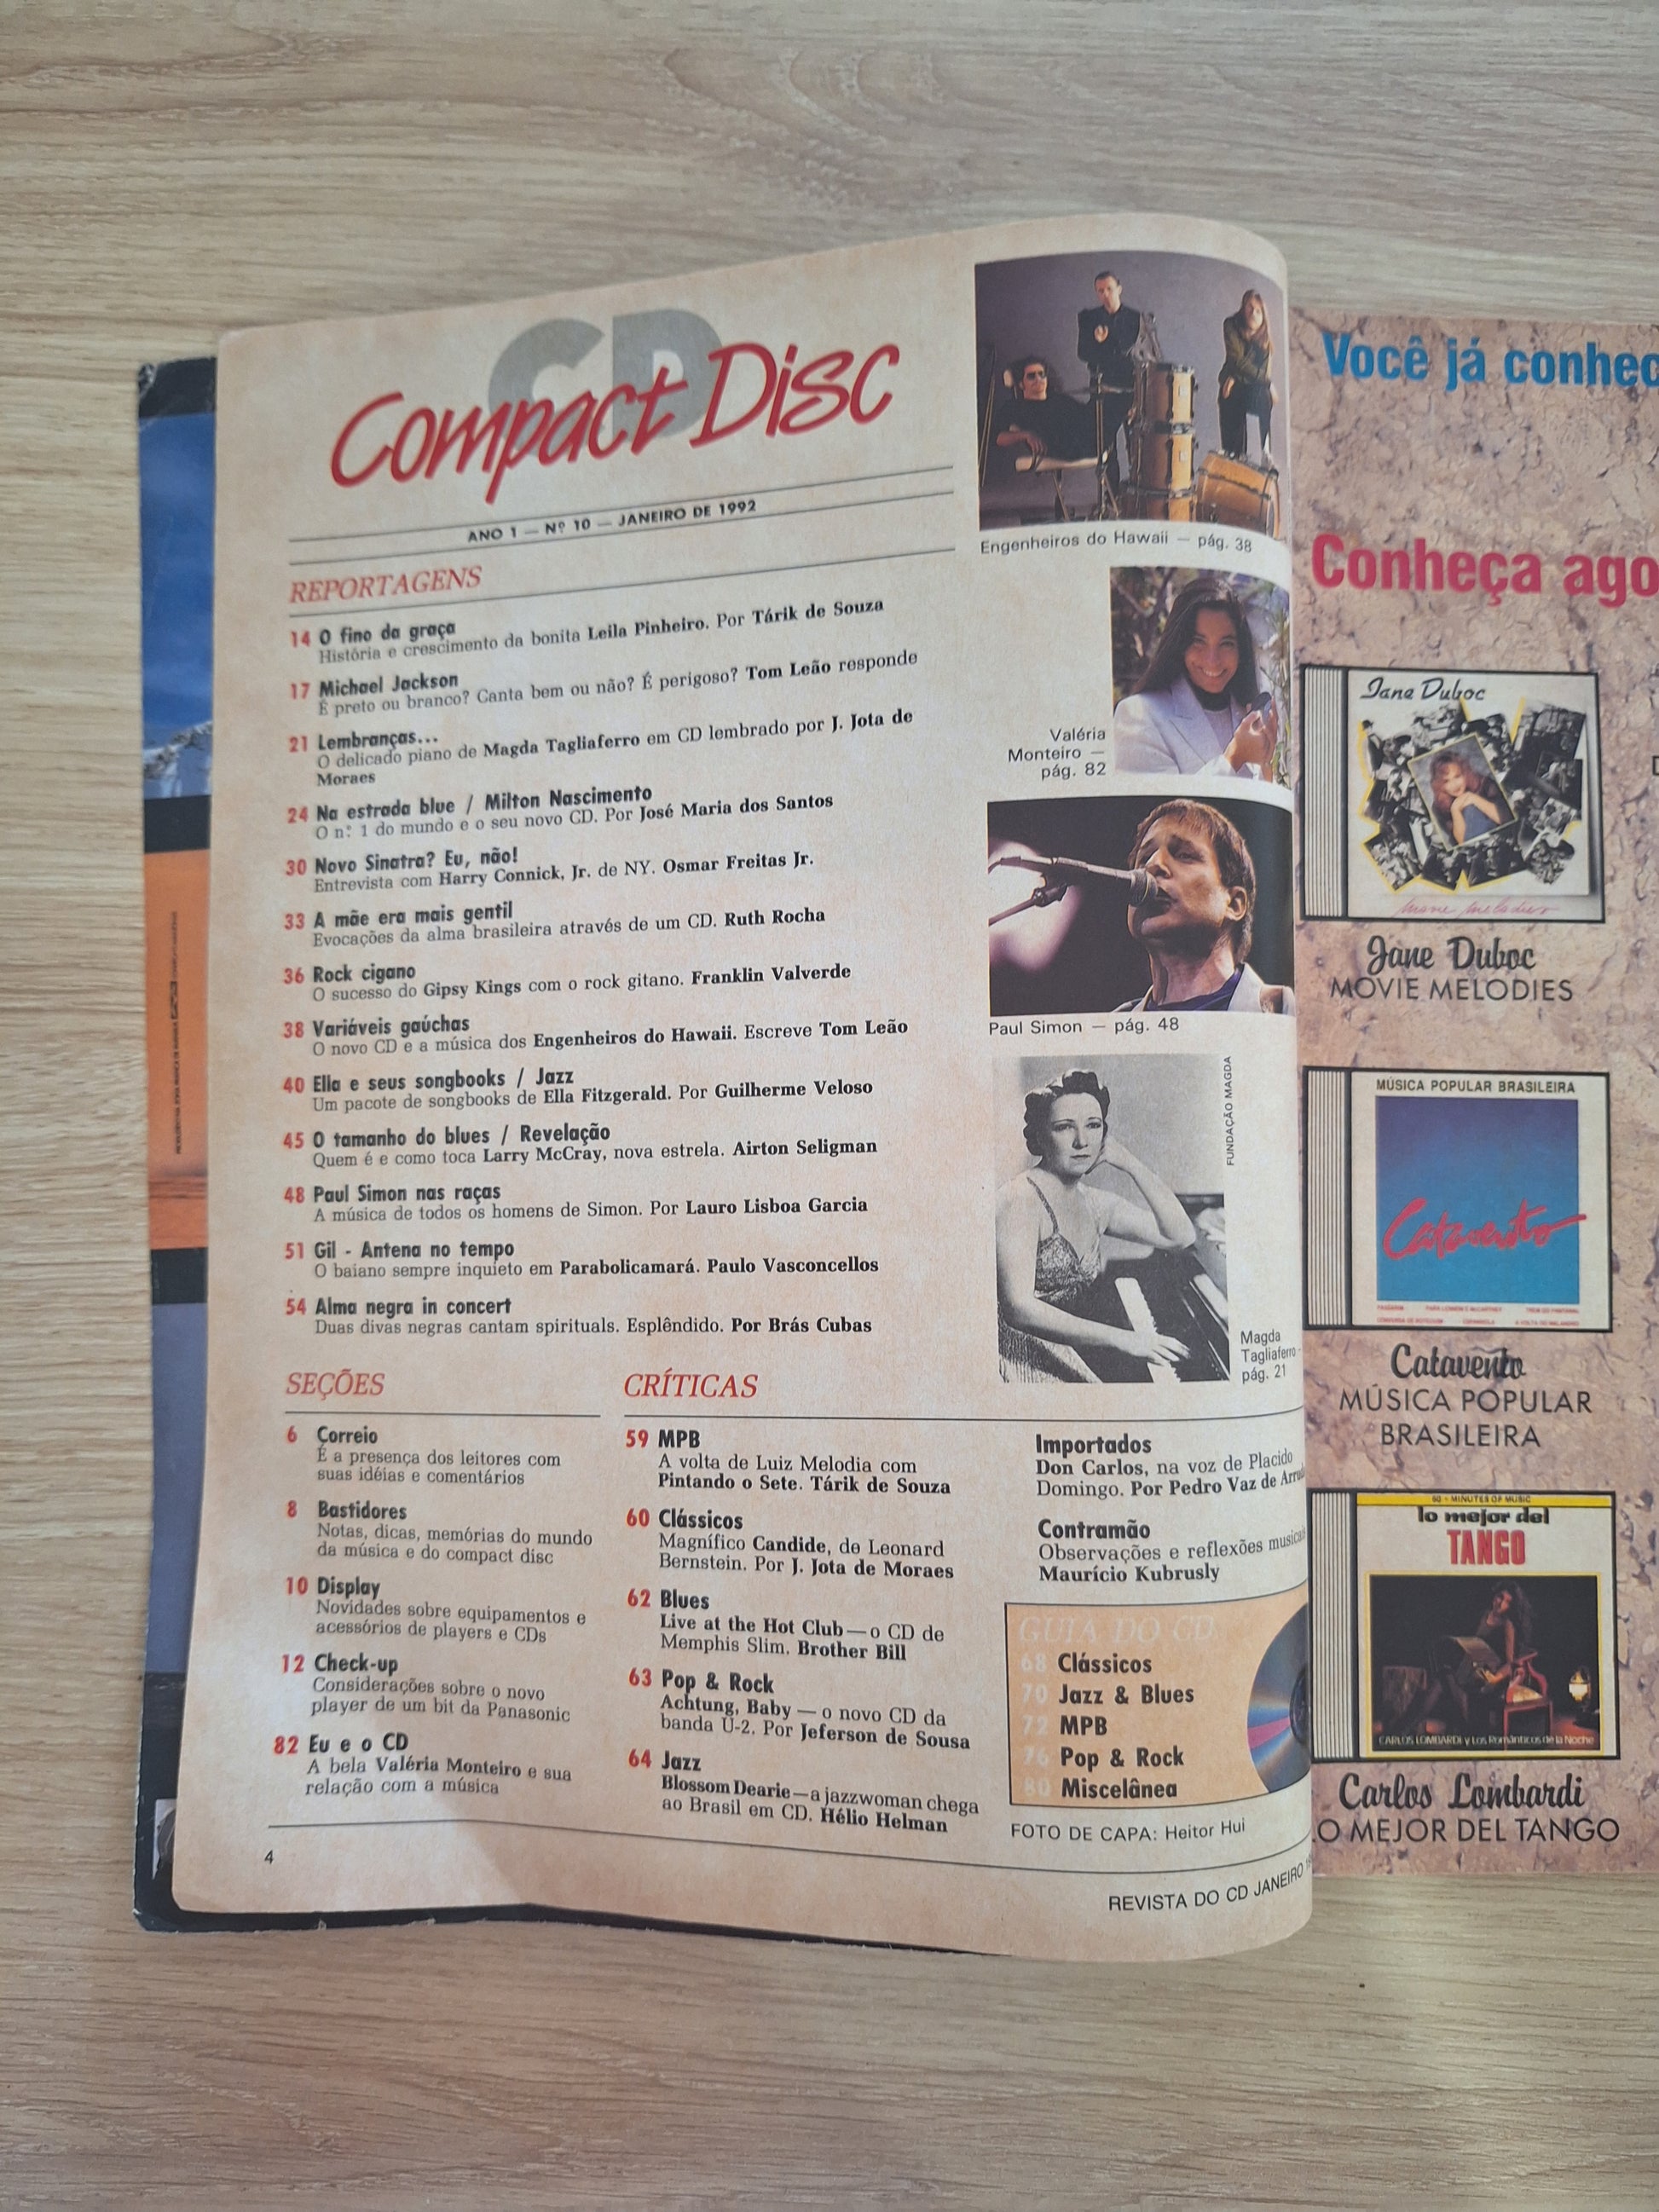 CD
Compact Disc
ANO 1 — Nº 10 — JANEIRO DE 1992
REPORTAGENS
14 O fino da graça
História e crescimento da bonita Leila Pinheiro. Por Tárik de Souza
17 Michael Jackson
É preto ou branco? Canta bem ou não? É perigoso? Tom Leão responde
21 Lembranças...
O delicado piano de Magda Tagliaferro em CD lembrado por J. Jota de
Moraes
24 Na estrada blue / Milton Nascimento
O nº 1 do mundo e o seu novo CD. Por José Maria dos Santos
30 Novo Sinatra? Eu, não!
Entrevista com Harry Connick, Jr. de NY. Osmar Freitas Jr.
33 A mãe era mais gentil
Evocações da alma brasileira através de um CD. Ruth Rocha
36 Rock cigano
O sucesso do Gipsy Kings com o rock gitano. Franklin Valverde
38 Variáveis gaúchas
O novo CD e a música dos Engenheiros do Hawaii. Escreve Tom Leão
40 Ella e seus songbooks / Jazz
Um pacote de songbooks de Ella Fitzgerald. Por Guilherme Veloso
45 O tamanho do blues / Revelação
Quem é e como toca Larry McCray, nova estrela. Airton Seligman
48 Paul Simon nas raças
A música de todos os homens de Simon. Por Lauro Lisboa Garcia
51 Gil - Antena no tempo
O baiano sempre inquieto em Parabolicamará. Paulo Vasconcellos
54 Alma negra in concert
Duas divas negras cantam spirituals. Esplêndido. Por Brás Cubas
Engenheiros do Hawaii — pág. 38
Valéria
Monteiro —
pág. 82
Paul Simon — pág. 48
FUNDAÇÃO MAGDA
Magda
Tagliaferro -
pág. 21
SEÇÕES
6 Correio
É a presença dos leitores com
suas idéias e comentários
8 Bastidores
Notas, dicas, memórias do mundo
da música e do compact disc
10 Display
Novidades sobre equipamentos e
acessórios de players e CDs
12 Check-up
Considerações sobre o novo
player de um bit da Panasonic
82 Eu e o CD
A bela Valéria Monteiro e sua
relação com a música
CRÍTICAS
59 MPB
A volta de Luiz Melodia com
Pintando o Sete. Tárik de Souza
60 Clássicos
Magnífico Candide, de Leonard
Bernstein. Por J. Jota de Moraes
62 Blues
Live at the Hot Club — o CD de
Memphis Slim. Brother Bill
63 Pop & Rock
Achtung, Baby — o novo CD da
banda U-2. Por Jeferson de Sousa
64 Jazz
Blossom Dearie — a jazzwoman chega
ao Brasil em CD. Hélio Helman
Importados
Don Carlos, na voz de Placido
Domingo. Por Pedro Vaz de
Contramão
Observações e reflexões
Maurício Kubrusly
GUIA DO CD
68 Clássicos
70 Jazz & Blues
72 MPB
76 Pop & Rock
80 Miscelânea
FOTO DE CAPA: Heitor Hui
4
REVISTA DO CD JANEIRO
Você já conhec
Conheça ago
Jane Duboc
movie melodies
Jane Duboc
MOVIE MELODIES
MÚSICA POPULAR BRASILEIRA
Catavento
Catavento
MÚSICA POPULAR
BRASILEIRA
60 - MINUTES OF MUSIC
lo mejor del
TANGO
CARLOS LOMBARDI y Los Románticos de la Noche
Carlos Lombardi
LO MEJOR DEL TANGO